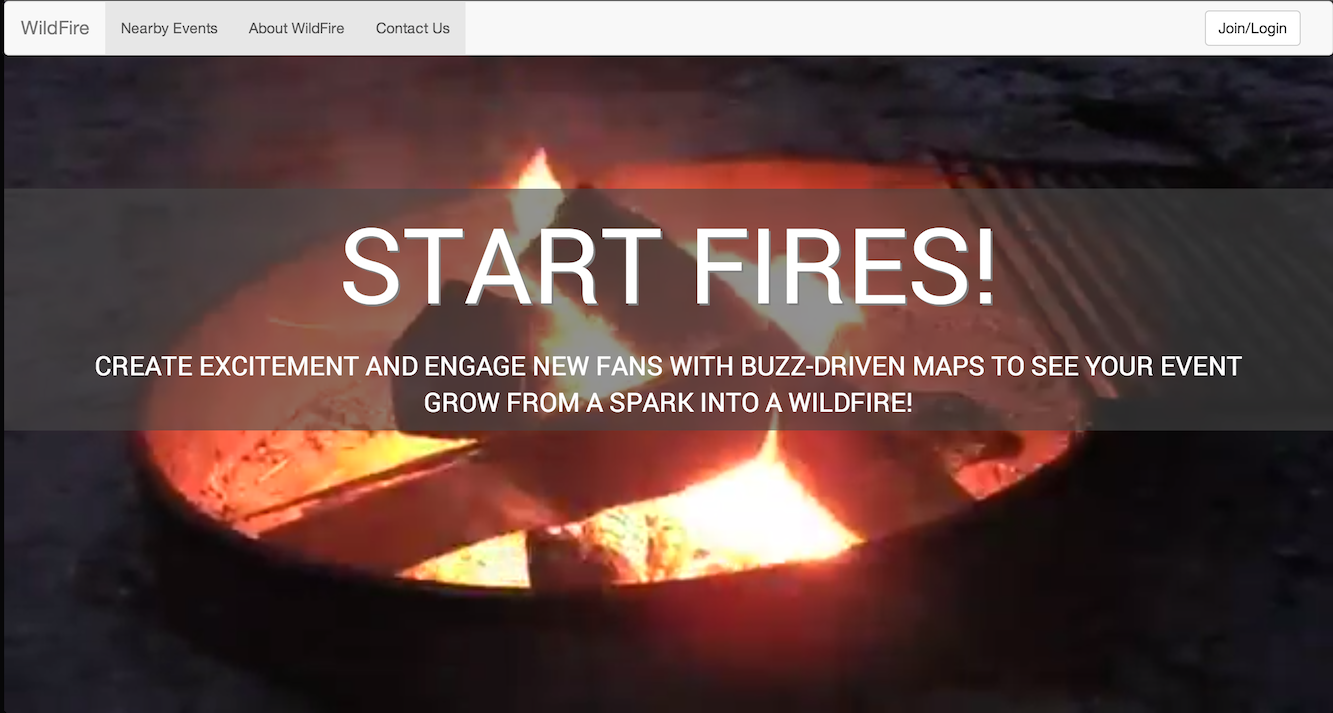 WildFire Nearby Events About WildFire Contact Us Join/Login
START FIRES!
CREATE EXCITEMENT AND ENGAGE NEW FANS WITH BUZZ-DRIVEN MAPS TO SEE YOUR EVENT
GROW FROM A SPARK INTO A WILDFIRE!